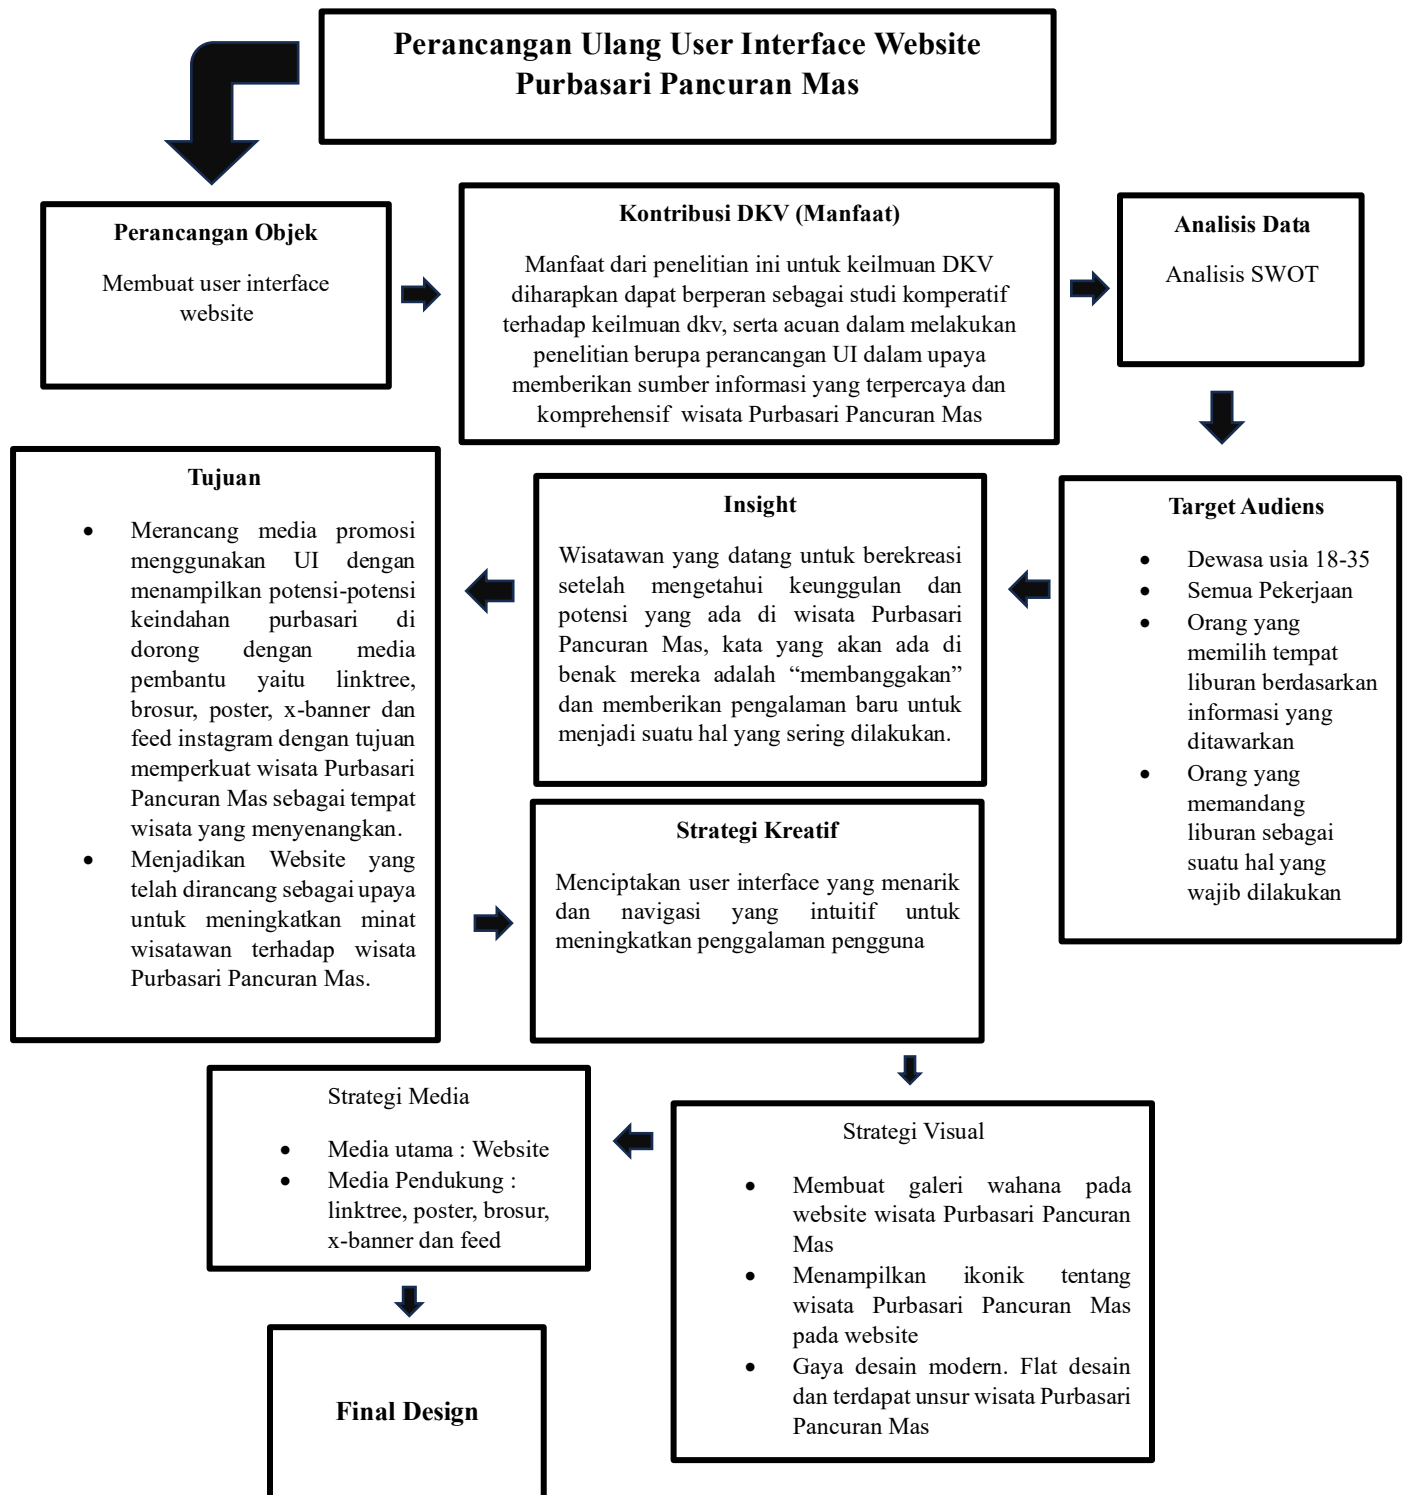 Perancangan Ulang User Interface Website
Purbasari Pancuran Mas
Perancangan Objek
Membuat user interface
website
Kontribusi DKV (Manfaat)
Manfaat dari penelitian ini untuk keilmuan DKV
diharapkan dapat berperan sebagai studi komperatif
terhadap keilmuan dkv, serta acuan dalam melakukan
penelitian berupa perancangan UI dalam upaya
memberikan sumber informasi yang terpercaya dan
komprehensif wisata Purbasari Pancuran Mas
Analisis Data
Analisis SWOT
Target Audiens
• Dewasa usia 18-35
• Semua Pekerjaan
• Orang yang
memilih tempat
liburan berdasarkan
informasi yang
ditawarkan
• Orang yang
memandang
liburan sebagai
suatu hal yang
wajib dilakukan
Insight
Wisatawan yang datang untuk berekreasi
setelah mengetahui keunggulan dan
potensi yang ada di wisata Purbasari
Pancuran Mas, kata yang akan ada di
benak mereka adalah “membanggakan”
dan memberikan pengalaman baru untuk
menjadi suatu hal yang sering dilakukan.
Tujuan
• Merancang media promosi
menggunakan UI dengan
menampilkan potensi-potensi
keindahan purbasari di
dorong dengan media
pembantu yaitu linktree,
brosur, poster, x-banner dan
feed instagram dengan tujuan
memperkuat wisata Purbasari
Pancuran Mas sebagai tempat
wisata yang menyenangkan.
• Menjadikan Website yang
telah dirancang sebagai upaya
untuk meningkatkan minat
wisatawan terhadap wisata
Purbasari Pancuran Mas.
Strategi Kreatif
Menciptakan user interface yang menarik
dan navigasi yang intuitif untuk
meningkatkan penggalaman pengguna
Strategi Visual
• Membuat galeri wahana pada
website wisata Purbasari Pancuran
Mas
• Menampilkan ikonik tentang
wisata Purbasari Pancuran Mas
pada website
• Gaya desain modern. Flat desain
dan terdapat unsur wisata Purbasari
Pancuran Mas
Strategi Media
• Media utama : Website
• Media Pendukung :
linktree, poster, brosur,
x-banner dan feed
Final Design